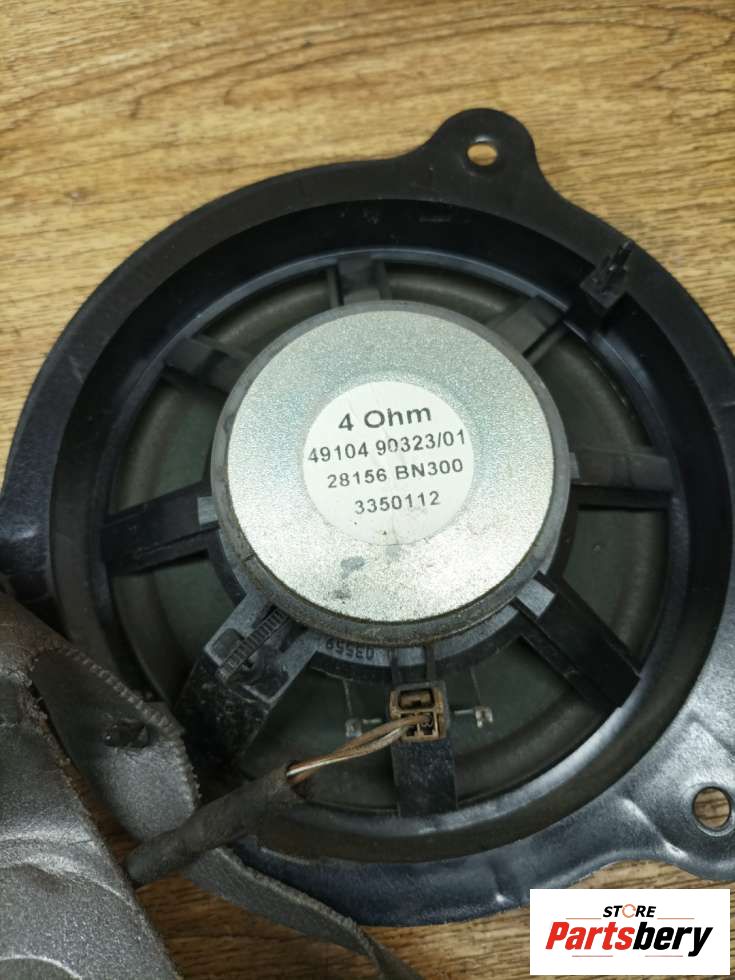 4 Ohm
49104 90323/01
28156 BN300
3350112
STORE
Partsbery